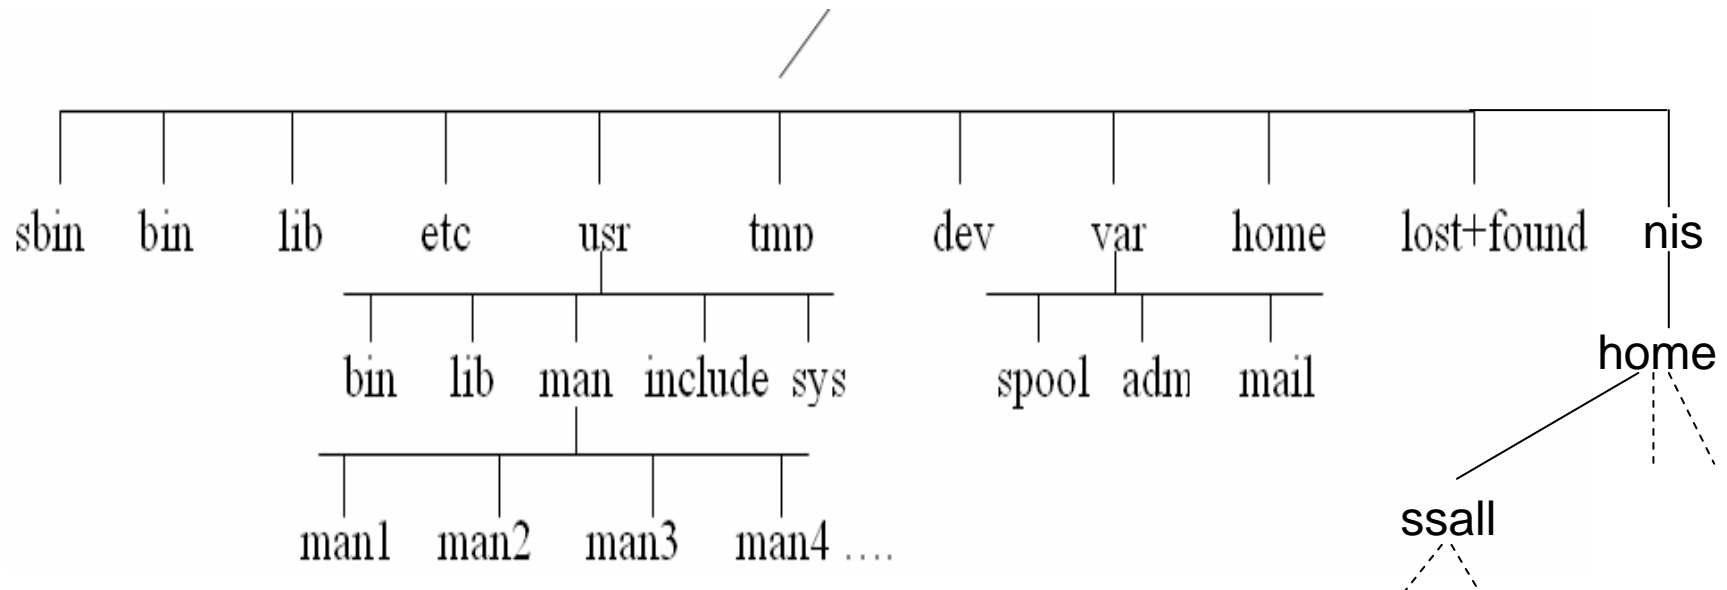 /
sbin bin lib etc usr tmp dev var home lost+found nis
bin lib man include sys spool adm mail home
man1 man2 man3 man4 .... ssall